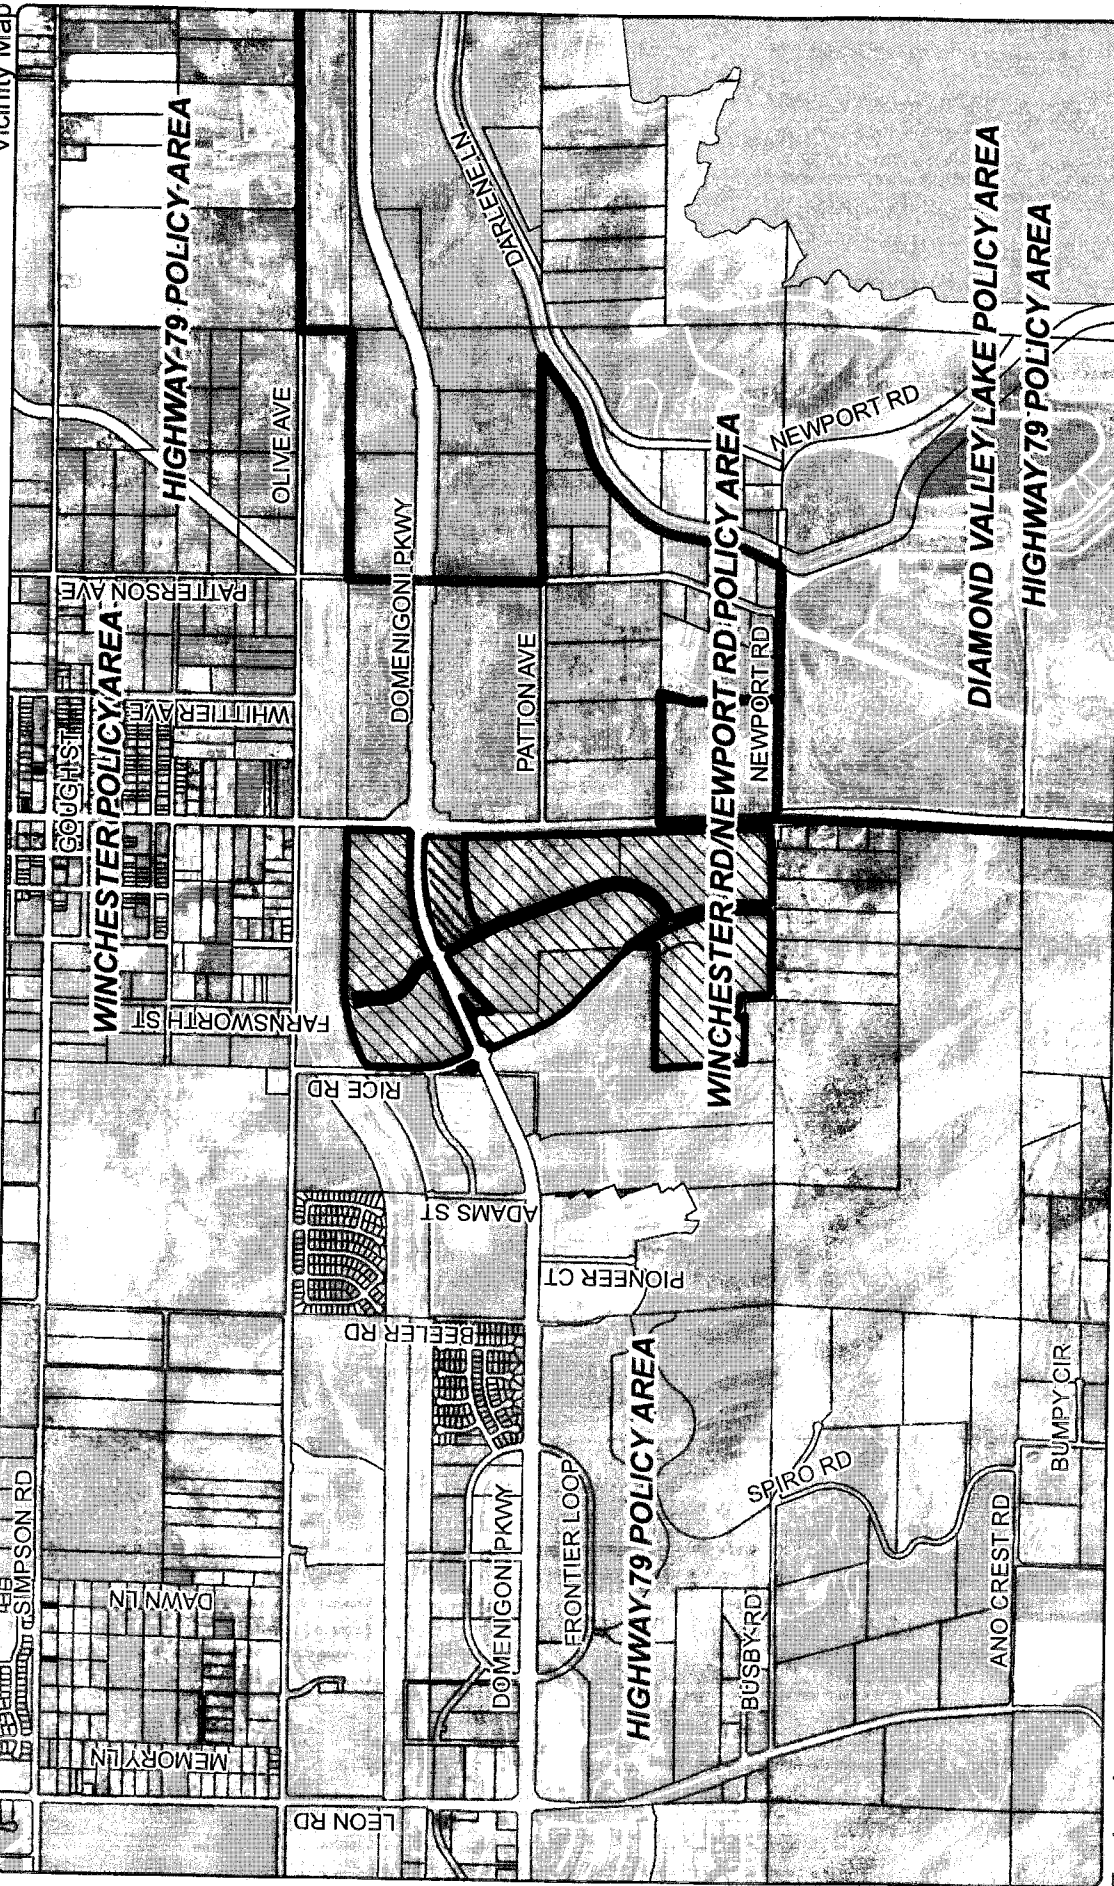 Vicinity Map
HIGHWAY 79 POLICY AREA
DARLENE LN
DIAMOND VALLEY LAKE POLICY AREA
HIGHWAY 79 POLICY AREA
OLIVE AVE
NEWPORT RD
PATTERSON AVE
DOMENIGONI PKWY
WINCHESTER POLICY AREA
GOUGH ST
WHITTIER AVE
PATTON AVE
WINCHESTER RD/NEWPORT RD POLICY AREA
NEWPORT RD
FARNSWORTH ST
RICE RD
ADAMS ST
PIONEER CT
BEELER RD
HIGHWAY 79 POLICY AREA
BUMPY CIR
SPIRO RD
SIMPSON RD
DAWN LN
DOMENIGONI PKWY
FRONTIER LOOP
ANO CREST RD
BUSBY RD
MEMORY LN
LEON RD